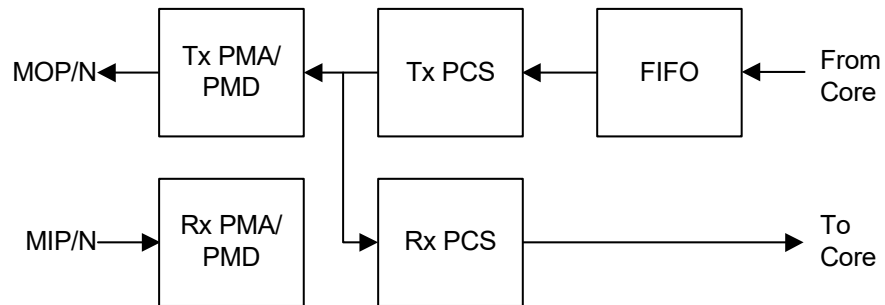 MOP/N
Tx PMA/
PMD
Tx PCS
FIFO
From
Core
MIP/N
Rx PMA/
PMD
Rx PCS
To
Core